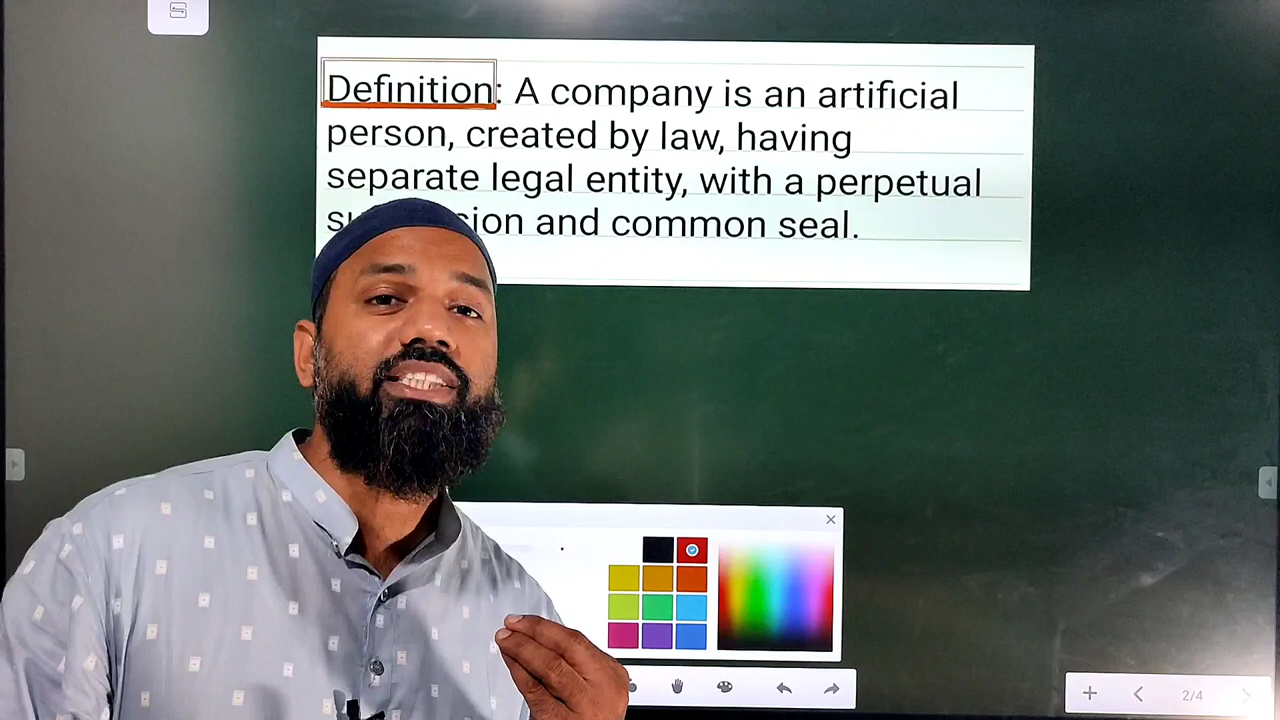 Definition: A company is an artificial
person, created by law, having
separate legal entity, with a perpetual
and common seal.
2/4